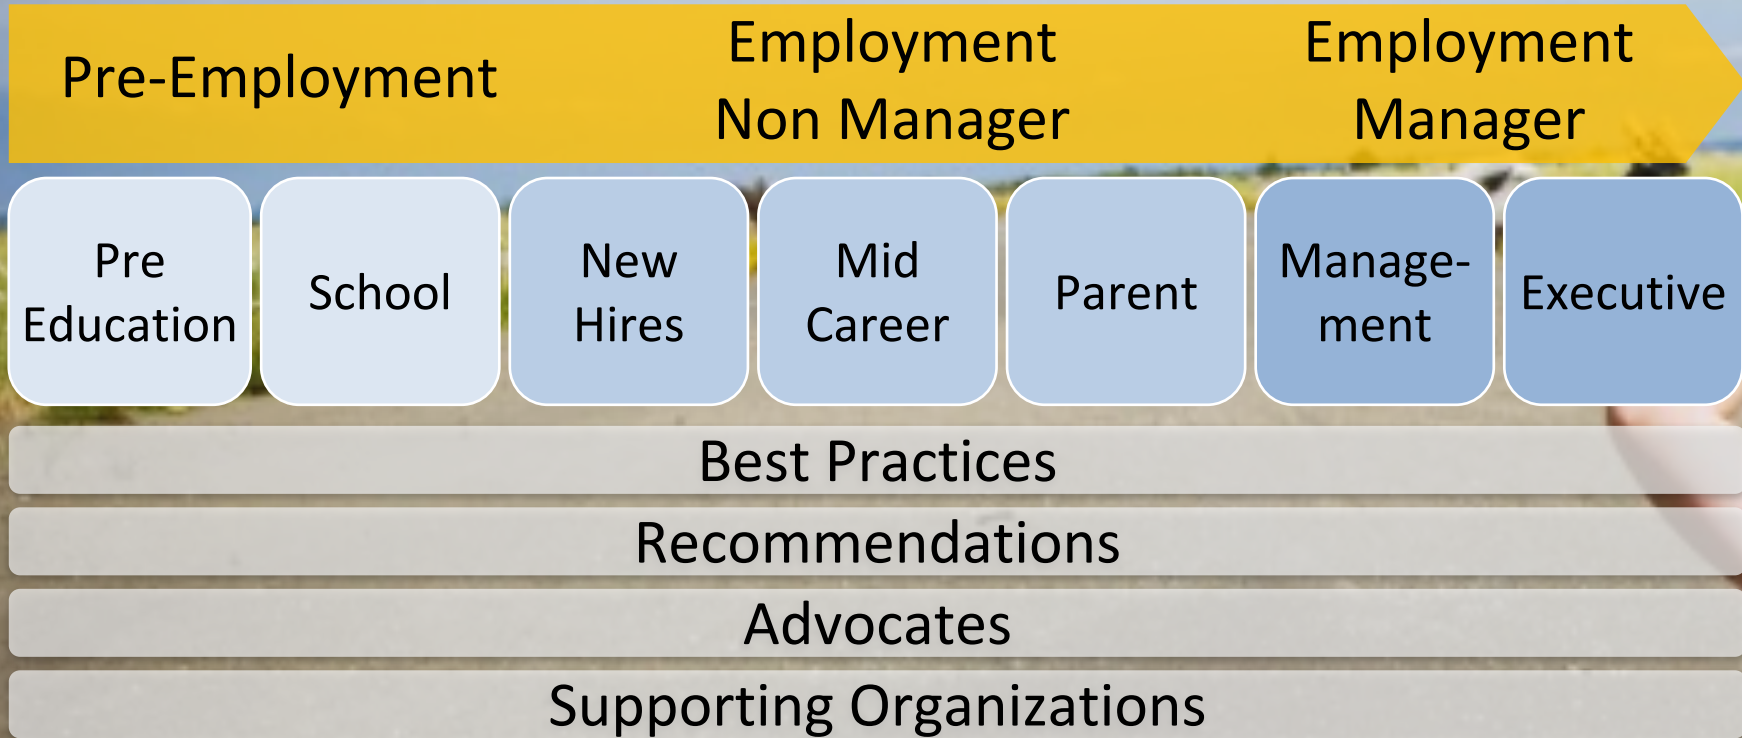 Pre-Employment
Employment
Non Manager
Employment
Manager
Pre
Education
School
New
Hires
Mid
Career
Parent
Manage-
ment
Executive
Best Practices
Recommendations
Advocates
Supporting Organizations